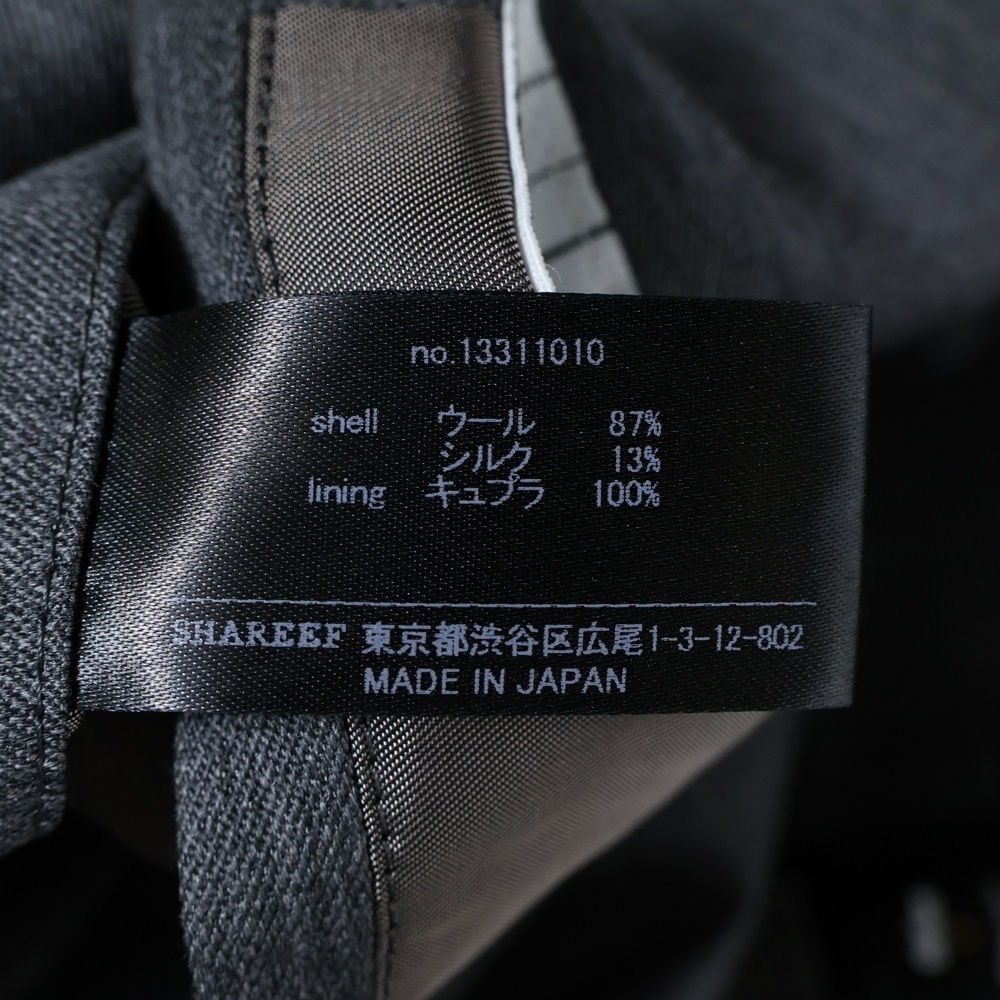 no.13311010
shell ウール 87%
シルク 13%
lining キュプラ 100%
SHAREEF 東京都渋谷区広尾1-3-12-802
MADE IN JAPAN